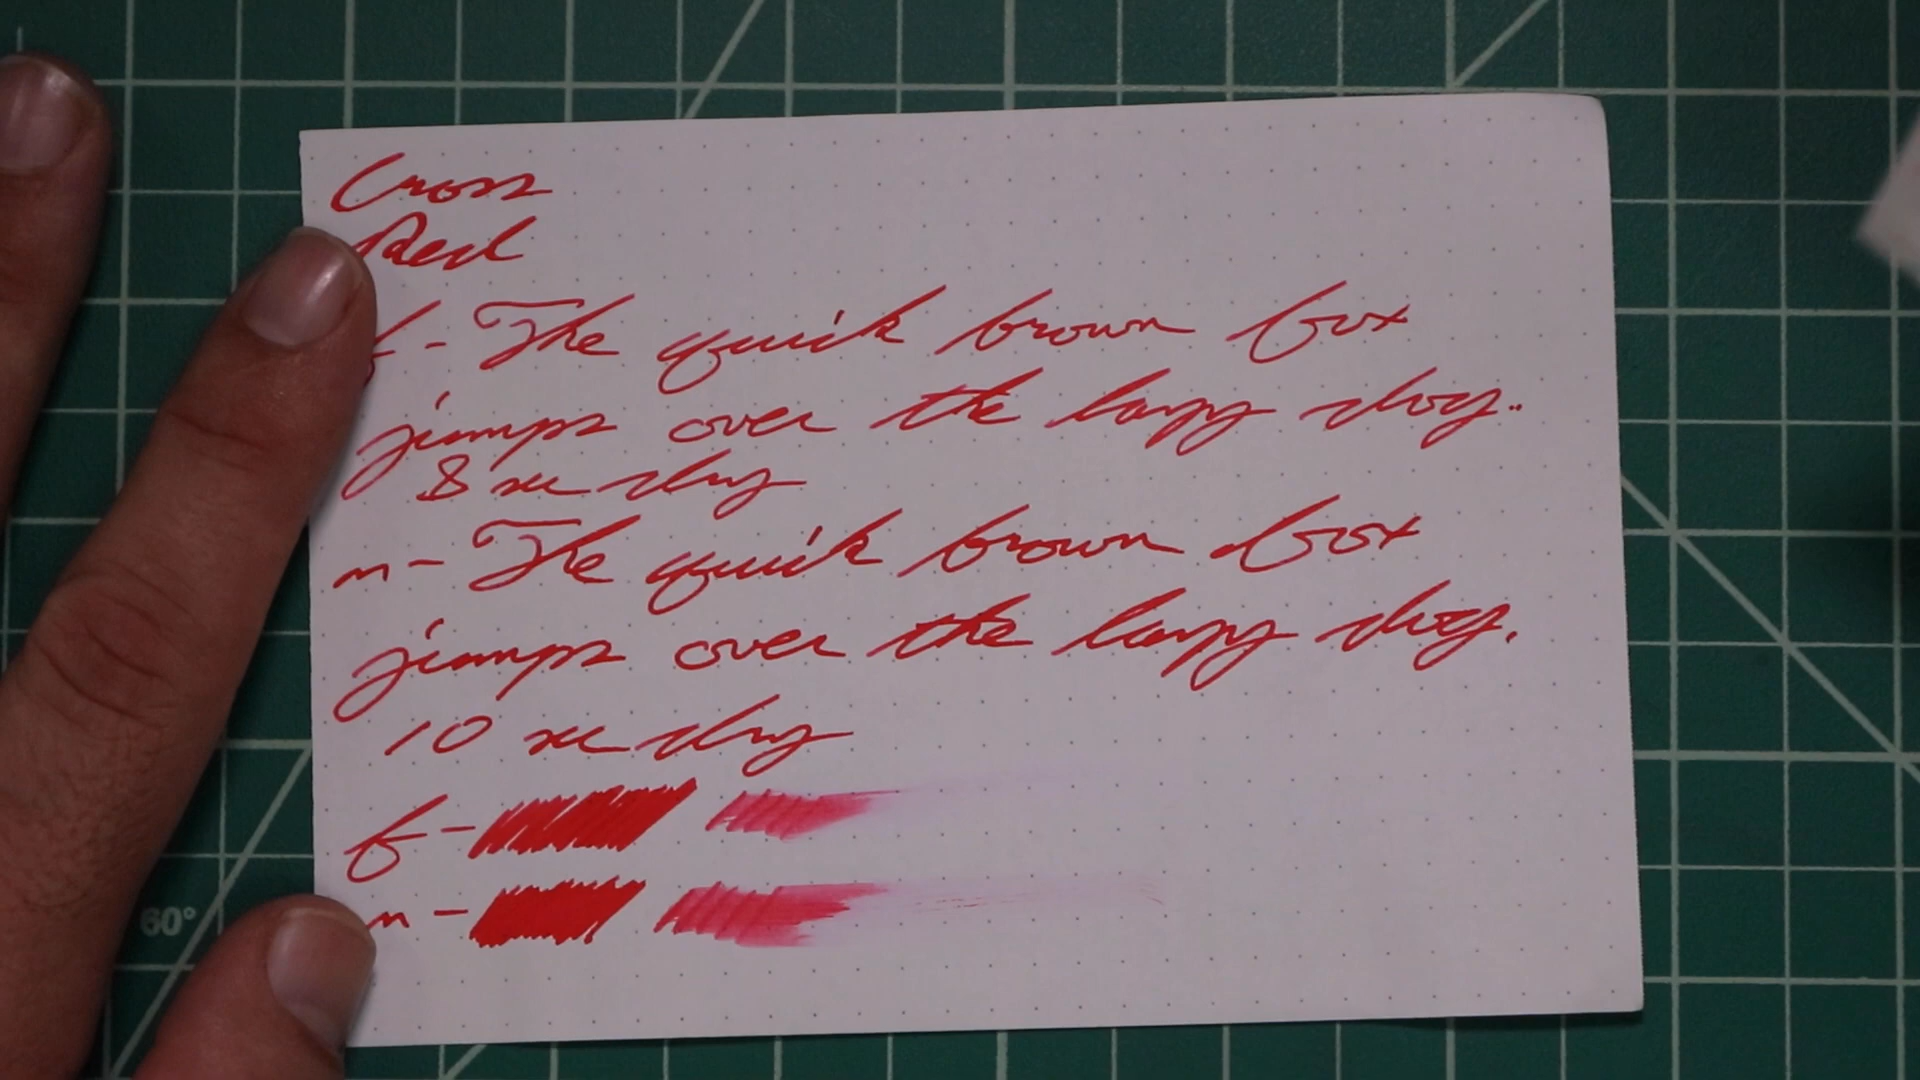 Cross
Red
f - The quick brown fox
jumps over the lazy dog..
8 sec dry
m - The quick brown fox
jumps over the lazy dog.
10 sec dry
f -
m -
60°